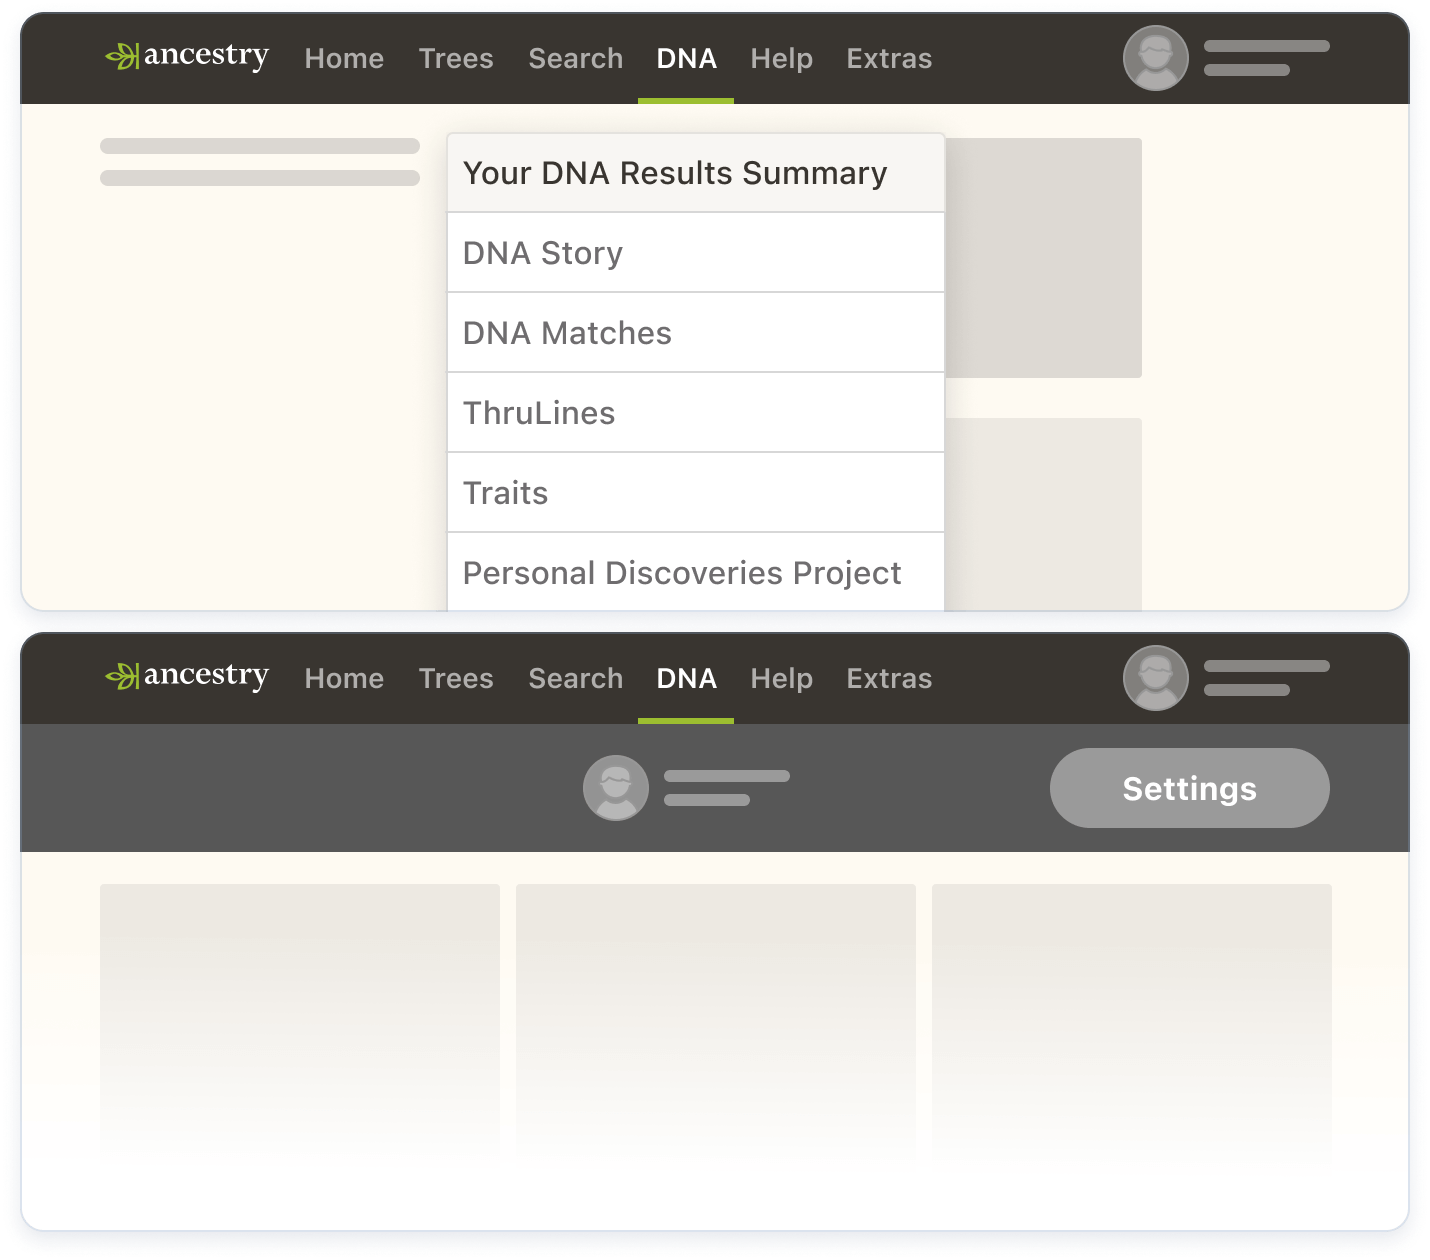 ancestry Home Trees Search DNA Help Extras
Your DNA Results Summary
DNA Story
DNA Matches
ThruLines
Traits
Personal Discoveries Project
ancestry Home Trees Search DNA Help Extras
Settings